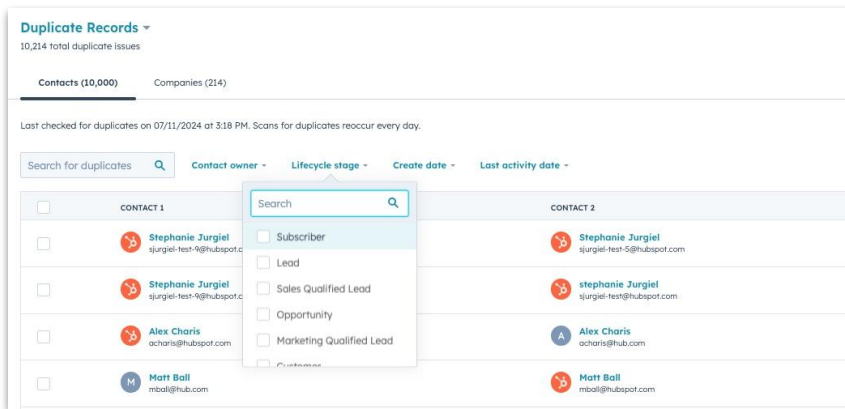 Duplicate Records
10,214 total duplicate issues
Contacts (10,000) Companies (214)
Last checked for duplicates on 07/11/2024 at 3:18 PM. Scans for duplicates reoccur every day.
Search for duplicates Contact owner Lifecycle stage Create date Last activity date
CONTACT 1 CONTACT 2
Search
Stephanie Jurgiel Stephanie Jurgiel
sjurgiel-test-9@hubspot.c sjurgiel-test-5@hubspot.com
Subscriber
Lead
Stephanie Jurgiel stephanie Jurgiel
sjurgiel-test-9@hubspot.c sjurgiel-test@hubspot.com
Sales Qualified Lead
Opportunity
Alex Charis A Alex Charis
acharis@hubspot.com acharis@hub.com
Marketing Qualified Lead
Customer
M Matt Ball Matt Ball
mball@hub.com mball@hubspot.com